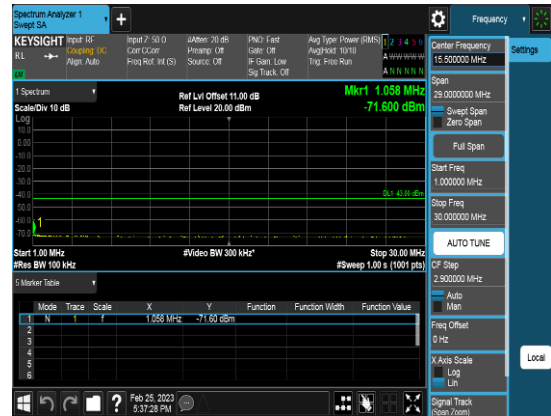 Spectrum Analyzer 1
Swept SA
+
Frequency
KEYSIGHT
RL
Input: RF
Coupling: DC
Align: Auto
Input Z: 50 Ω
Corr CCorr
Freq Ref: Int (S)
#Atten: 20 dB
Preamp: Off
Source: Off
PNO: Fast
Gate: Off
IF Gain: Low
Sig Track: Off
Avg Type: Power (RMS)
Avg|Hold: 10/10
Trig: Free Run
1 2 3 4 5 6
A W W W W W
A N N N N N
1 Spectrum
Scale/Div 10 dB
Ref Lvl Offset 11.00 dB
Ref Level 20.00 dBm
Mkr1 1.058 MHz
-71.600 dBm
Log
10.0
0.00
-10.0
-20.0
-30.0
-40.0
-50.0
-60.0
-70.0
DL1 -43.00 dBm
1
Start 1.00 MHz
#Res BW 100 kHz
#Video BW 300 kHz*
Stop 30.00 MHz
#Sweep 1.00 s (1001 pts)
5 Marker Table
Mode Trace Scale X Y Function Function Width Function Value
1 N 1 f 1.058 MHz -71.60 dBm
2
3
4
5
6
Feb 25, 2023
5:37:28 PM
?
Center Frequency
15.500000 MHz
Span
29.0000000 MHz
Swept Span
Zero Span
Full Span
Start Freq
1.000000 MHz
Stop Freq
30.000000 MHz
AUTO TUNE
CF Step
2.900000 MHz
Auto
Man
Freq Offset
0 Hz
X Axis Scale
Log
Lin
Signal Track
(Span Zoom)
Settings
Local